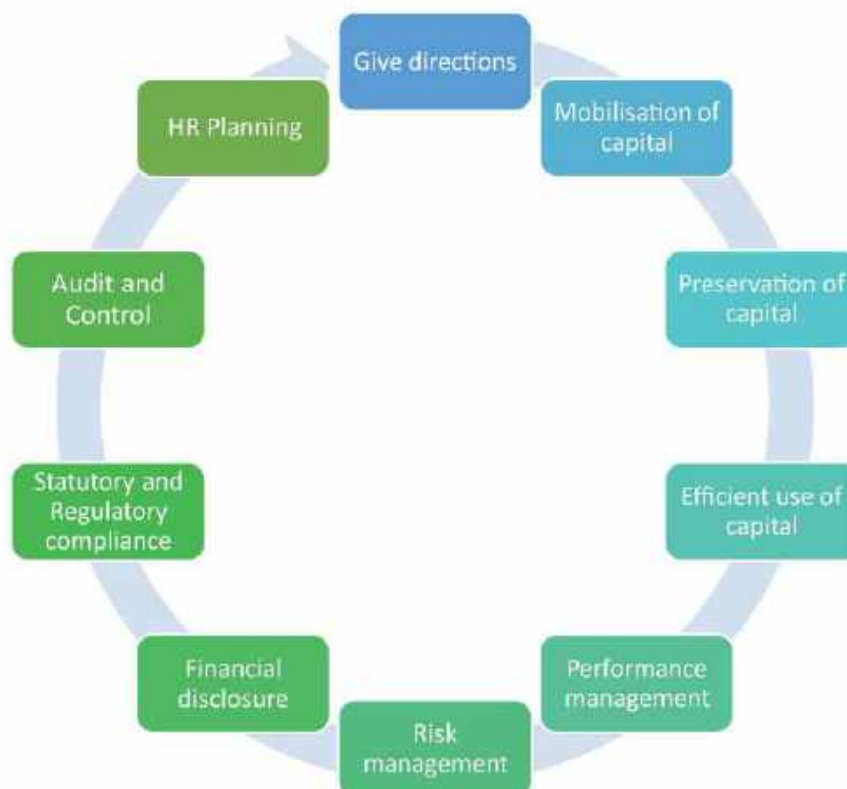 Give directions
Mobilisation of
capital
Preservation of
capital
Efficient use of
capital
Performance
management
Risk
management
Financial
disclosure
Statutory and
Regulatory
compliance
Audit and
Control
HR Planning